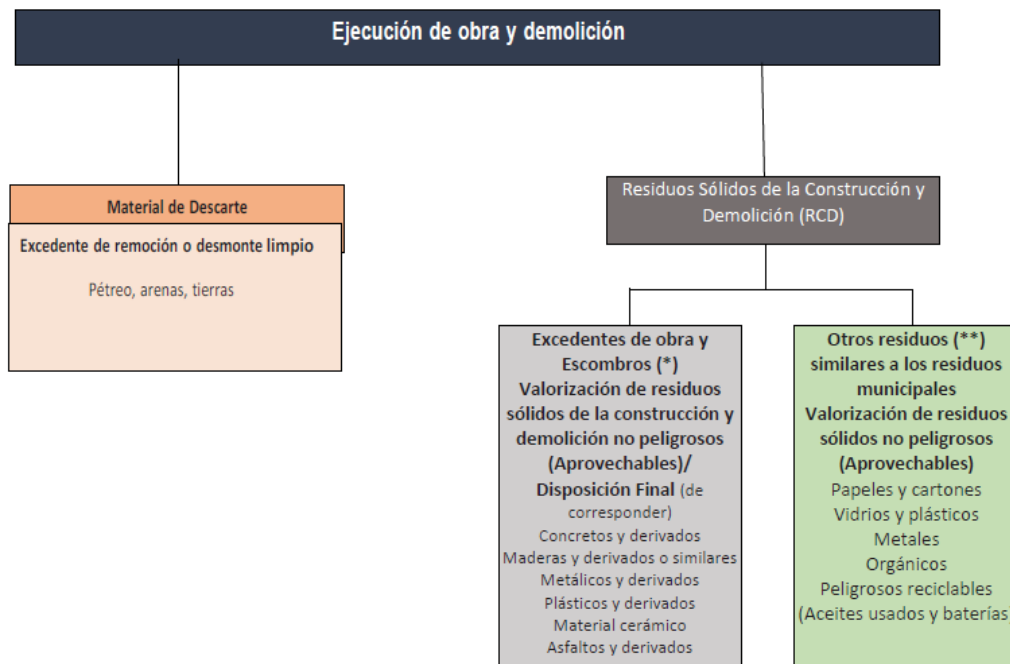 Ejecución de obra y demolición
Material de Descarte
Excedente de remoción o desmonte limpio
Pétreo, arenas, tierras
Residuos Sólidos de la Construcción y
Demolición (RCD)
Excedentes de obra y
Escombros (*)
Valorización de residuos
sólidos de la construcción y
demolición no peligrosos
(Aprovechables)/
Disposición Final (de
corresponder)
Concretos y derivados
Maderas y derivados o similares
Metálicos y derivados
Plásticos y derivados
Material cerámico
Asfaltos y derivados
Otros residuos (**)
similares a los residuos
municipales
Valorización de residuos
sólidos no peligrosos
(Aprovechables)
Papeles y cartones
Vidrios y plásticos
Metales
Orgánicos
Peligrosos reciclables
(Aceites usados y baterías)